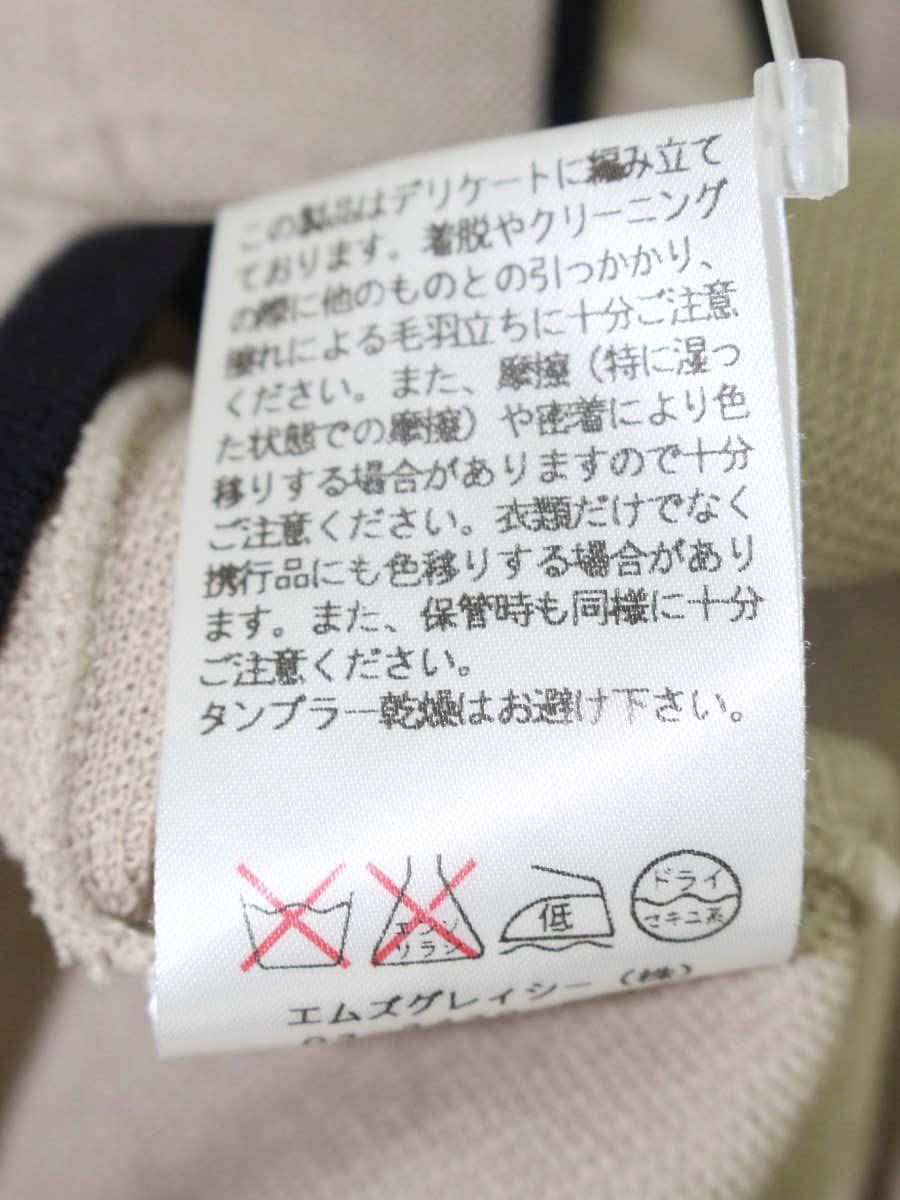 この製品はデリケートに編み立て
ております。着脱やクリーニング
の際に他のものとの引っかかり、
擦れによる毛羽立ちに十分ご注意
ください。また、摩擦（特に湿っ
た状態での摩擦）や密着により色
移りする場合がありますので十分
ご注意ください。衣類だけでなく
携行品にも色移りする場合があり
ます。また、保管時も同様に十分
ご注意ください。
タンブラー乾燥はお避け下さい。
エンソ
リラン
低
ドライ
セキユ系
エムズグレイシー（株）